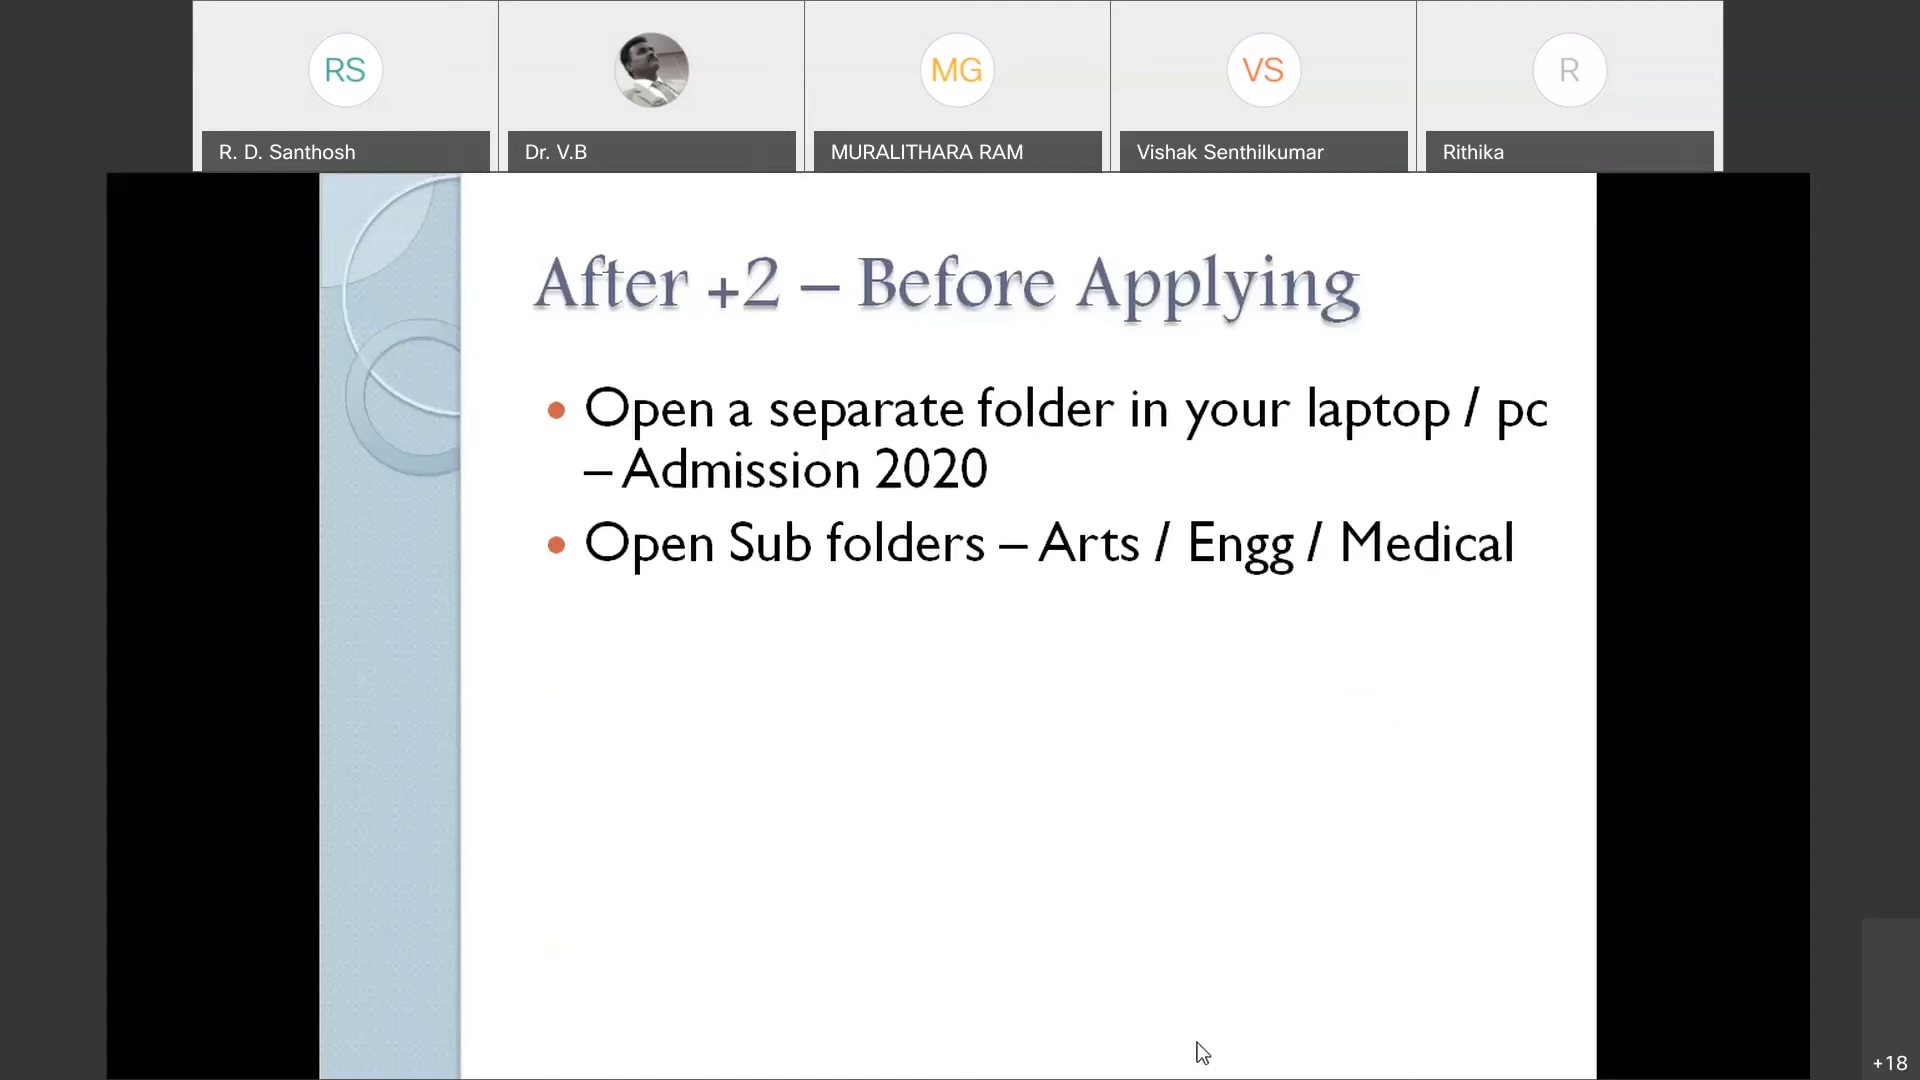 RS
MG
VS
R
R. D. Santhosh
Dr. V.B
MURALITHARA RAM
Vishak Senthilkumar
Rithika
After +2 – Before Applying
• Open a separate folder in your laptop / pc
– Admission 2020
• Open Sub folders – Arts / Engg / Medical
+18